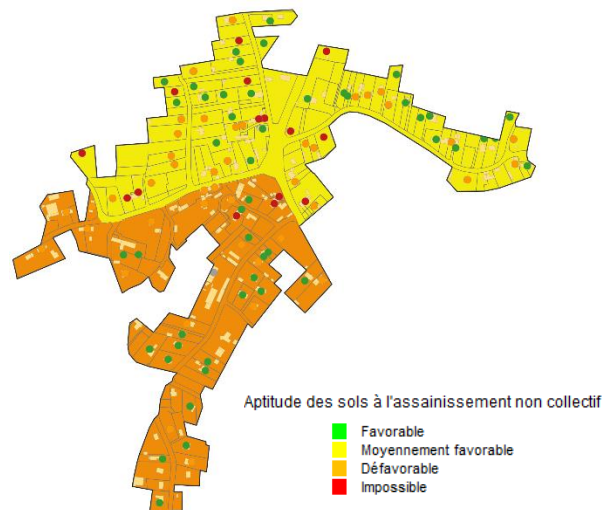 Aptitude des sols à l'assainissement non collectif
Favorable
Moyennement favorable
Défavorable
Impossible